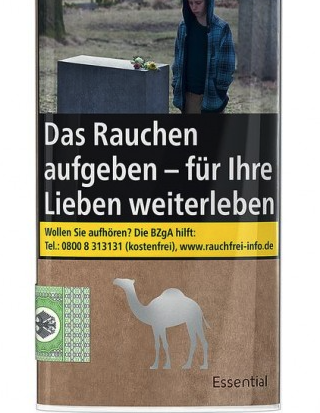 Das Rauchen
aufgeben – für Ihre
Lieben weiterleben
Wollen Sie aufhören? Die BZgA hilft:
Tel.: 0800 8 313131 (kostenfrei), www.rauchfrei-info.de
Essential